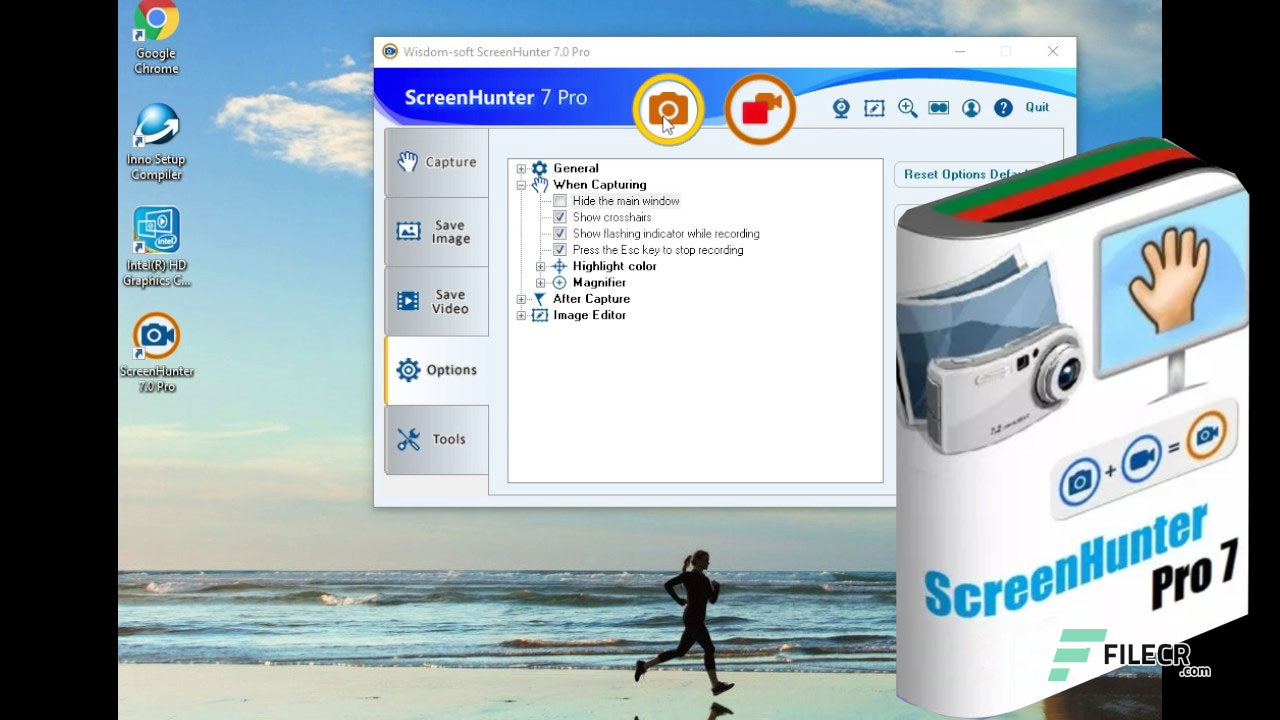 Google
Chrome
Inno Setup
Compiler
Intel(R) HD
Graphics C...
ScreenHunter
7.0 Pro
Wisdom-soft ScreenHunter 7.0 Pro
ScreenHunter 7 Pro
Quit
Capture
Save
Image
Save
Video
Options
Tools
General
When Capturing
Hide the main window
Show crosshairs
Show flashing indicator while recording
Press the Esc key to stop recording
Highlight color
Magnifier
After Capture
Image Editor
Reset Options Defau
ScreenHunter
Pro 7
FILECR
.com